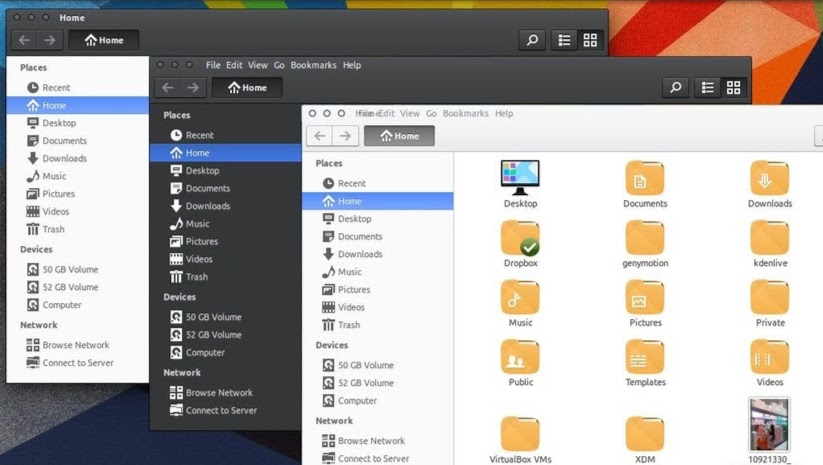 Home
Home
Places
Recent
Home
Desktop
Documents
Downloads
Music
Pictures
Videos
Trash
Devices
50 GB Volume
52 GB Volume
Computer
Network
Browse Network
Connect to Server
File Edit View Go Bookmarks Help
Home
Places
Recent
Home
Desktop
Documents
Downloads
Music
Pictures
Videos
Trash
Devices
50 GB Volume
52 GB Volume
Computer
Network
Browse Network
Connect to Server
File Edit View Go Bookmarks Help
Home
Home
Places
Recent
Home
Desktop
Documents
Downloads
Music
Pictures
Videos
Trash
Devices
50 GB Volume
52 GB Volume
Computer
Network
Browse Network
Connect to Server
Desktop Documents Downloads
Dropbox genymotion kdenlive
Music Pictures Private
Public Templates Videos
VirtualBox VMs XDM 10921330_